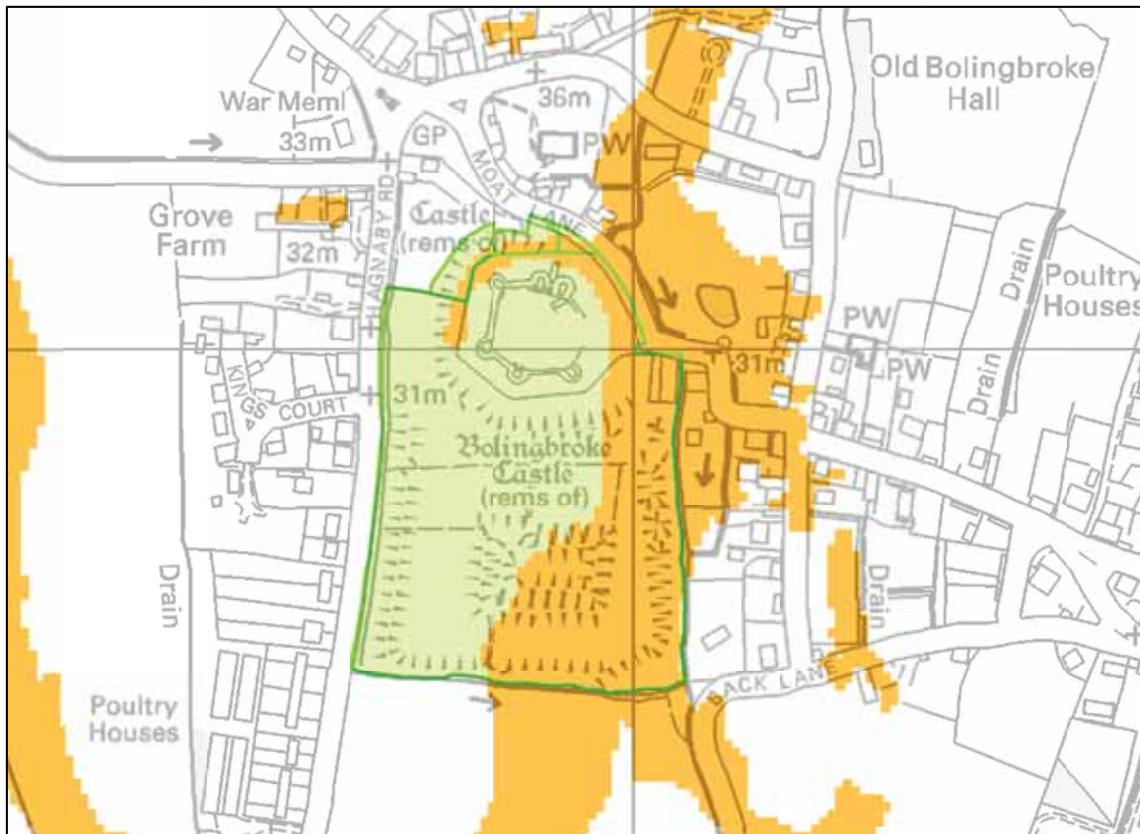 Old Bolingbroke
Hall
War Meml
33m
36m
PW
GP
MOAT LANE
HAGNABY RD
Castle
(rems of)
Grove
Farm
32m
Drain
Poultry
Houses
PW
PW
31m
Drain
KINGS COURT
31m
Bolingbroke
Castle
(rems of)
Drain
Drain
BACK LANE
Poultry
Houses